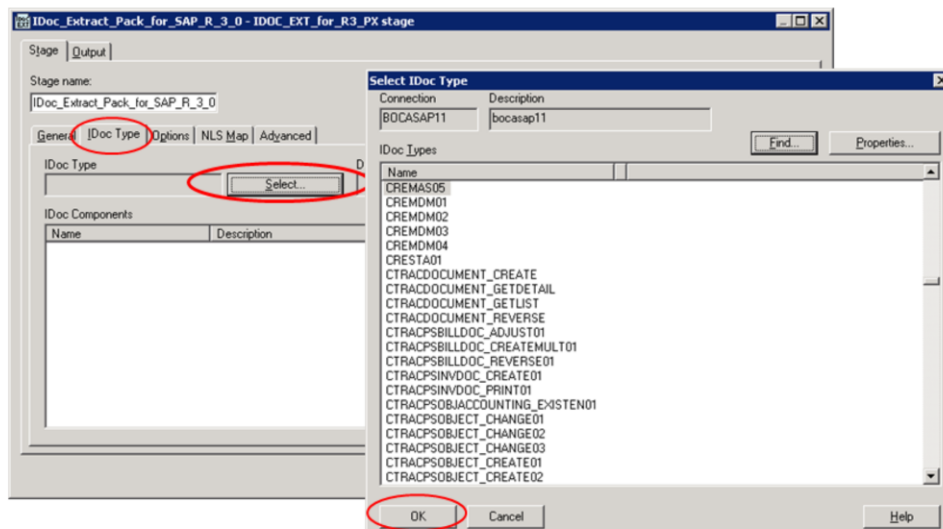 IDoc_Extract_Pack_for_SAP_R_3_0 - IDOC_EXT_for_R3_PX stage
Stage
Output
Stage name:
IDoc_Extract_Pack_for_SAP_R_3_0
General
IDoc Type
Options
NLS Map
Advanced
IDoc Type
D
Select...
IDoc Components
Name
Description
Select IDoc Type
Connection
Description
BOCASAP11
bocasap11
Find...
Properties...
IDoc Types
Name
CREMAS05
CREMDM01
CREMDM02
CREMDM03
CREMDM04
CRESTA01
CTRACDOCUMENT_CREATE
CTRACDOCUMENT_GETDETAIL
CTRACDOCUMENT_GETLIST
CTRACDOCUMENT_REVERSE
CTRACPSBILLDOC_ADJUST01
CTRACPSBILLDOC_CREATEMULT01
CTRACPSBILLDOC_REVERSE01
CTRACPSINVDOC_CREATE01
CTRACPSINVDOC_PRINT01
CTRACPSOBJACCOUNTING_EXISTEN01
CTRACPSOBJECT_CHANGE01
CTRACPSOBJECT_CHANGE02
CTRACPSOBJECT_CHANGE03
CTRACPSOBJECT_CREATE01
CTRACPSOBJECT_CREATE02
OK
Cancel
Help